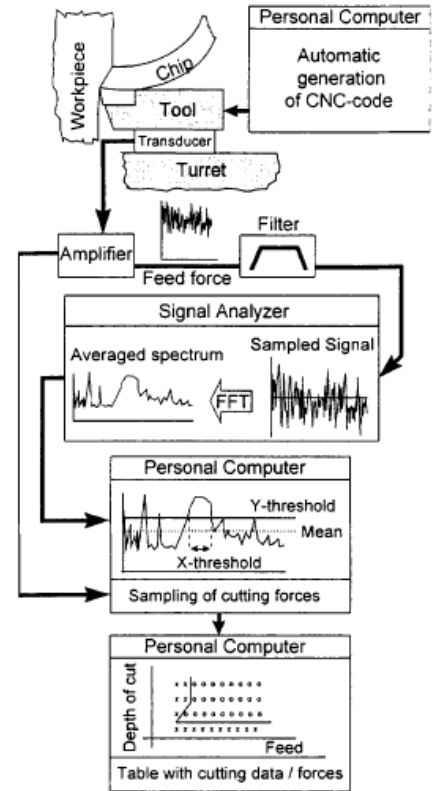 Personal Computer
Automatic
generation
of CNC-code
Workpiece
Chip
Tool
Transducer
Turret
Amplifier
Feed force
Filter
Signal Analyzer
Averaged spectrum
Sampled Signal
FFT
Personal Computer
Y-threshold
Mean
X-threshold
Sampling of cutting forces
Personal Computer
Depth of cut
Feed
Table with cutting data / forces